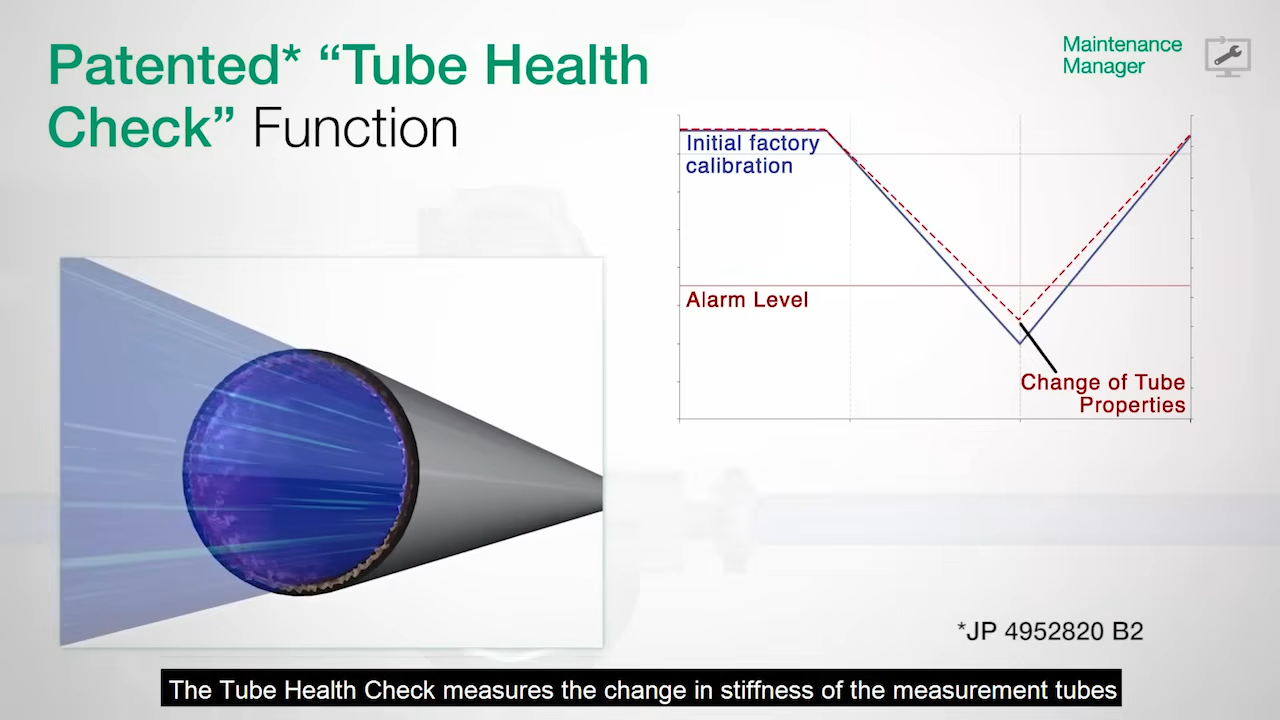 Patented* “Tube Health
Check” Function
Maintenance
Manager
Initial factory
calibration
Alarm Level
Change of Tube
Properties
*JP 4952820 B2
The Tube Health Check measures the change in stiffness of the measurement tubes